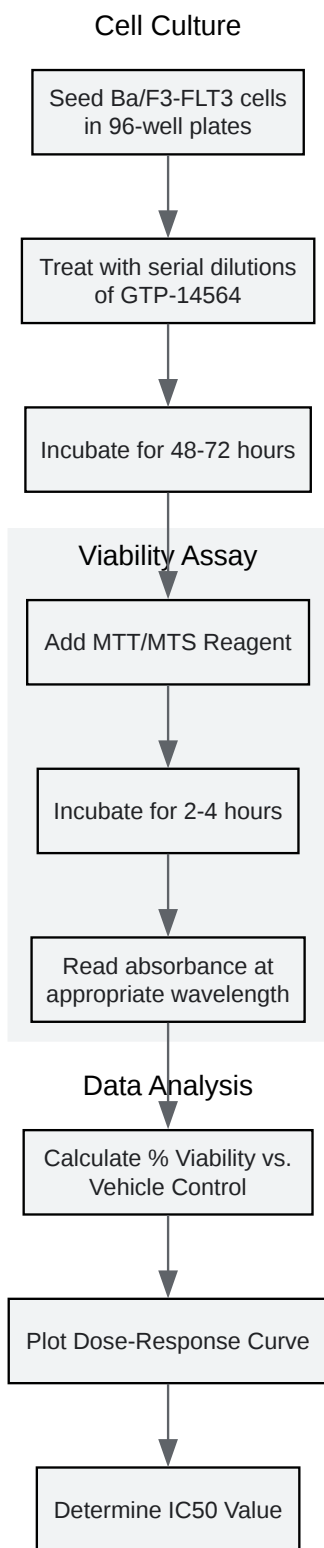 Cell Culture
Seed Ba/F3-FLT3 cells
in 96-well plates
Treat with serial dilutions
of GTP-14564
Incubate for 48-72 hours
Viability Assay
Add MTT/MTS Reagent
Incubate for 2-4 hours
Read absorbance at
appropriate wavelength
Data Analysis
Calculate % Viability vs.
Vehicle Control
Plot Dose-Response Curve
Determine IC50 Value